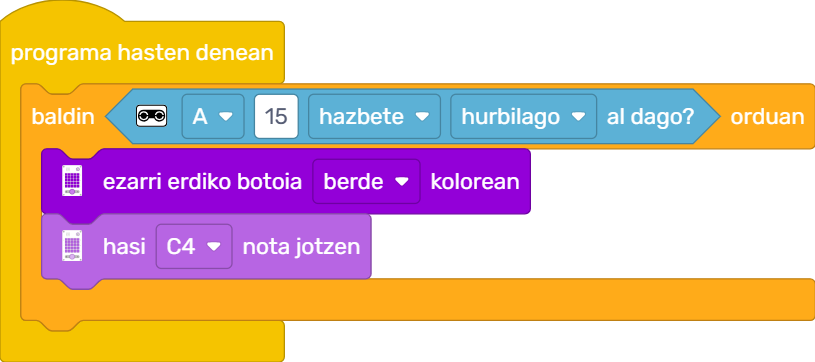 programa hasten denean
baldin A 15 hazbete hurbilago al dago? orduan
ezarri erdiko botoia berde kolorean
hasi C4 nota jotzen